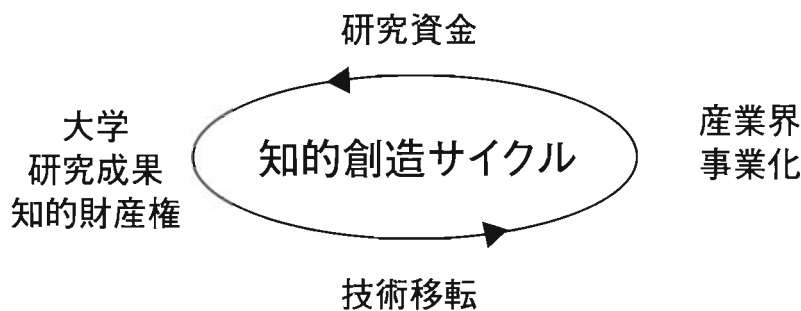 研究資金
大学
研究成果
知的財産権
知的創造サイクル
産業界
事業化
技術移転